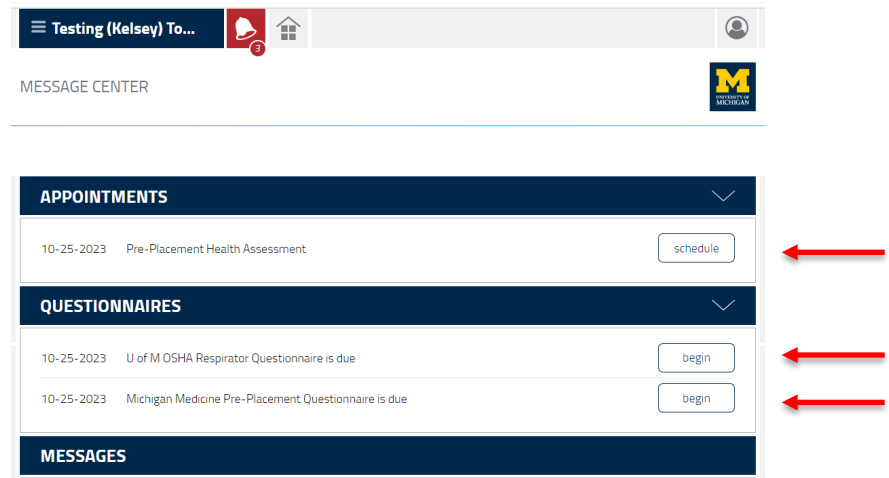 Testing (Kelsey) To...
3
MESSAGE CENTER
M
UNIVERSITY OF
MICHIGAN
APPOINTMENTS
10-25-2023 Pre-Placement Health Assessment schedule
QUESTIONNAIRES
10-25-2023 U of M OSHA Respirator Questionnaire is due begin
10-25-2023 Michigan Medicine Pre-Placement Questionnaire is due begin
MESSAGES